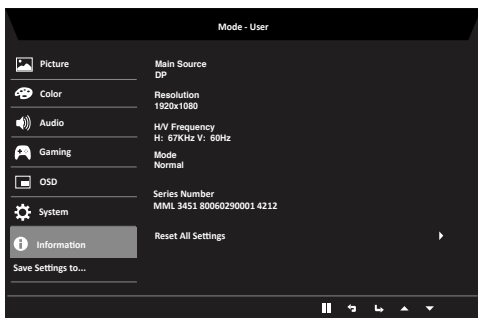 Mode - User
Picture
Color
Audio
Gaming
OSD
System
Information
Save Settings to...
Main Source
DP
Resolution
1920x1080
H/V Frequency
H: 67KHz V: 60Hz
Mode
Normal
Series Number
MML 3451 80060290001 4212
Reset All Settings